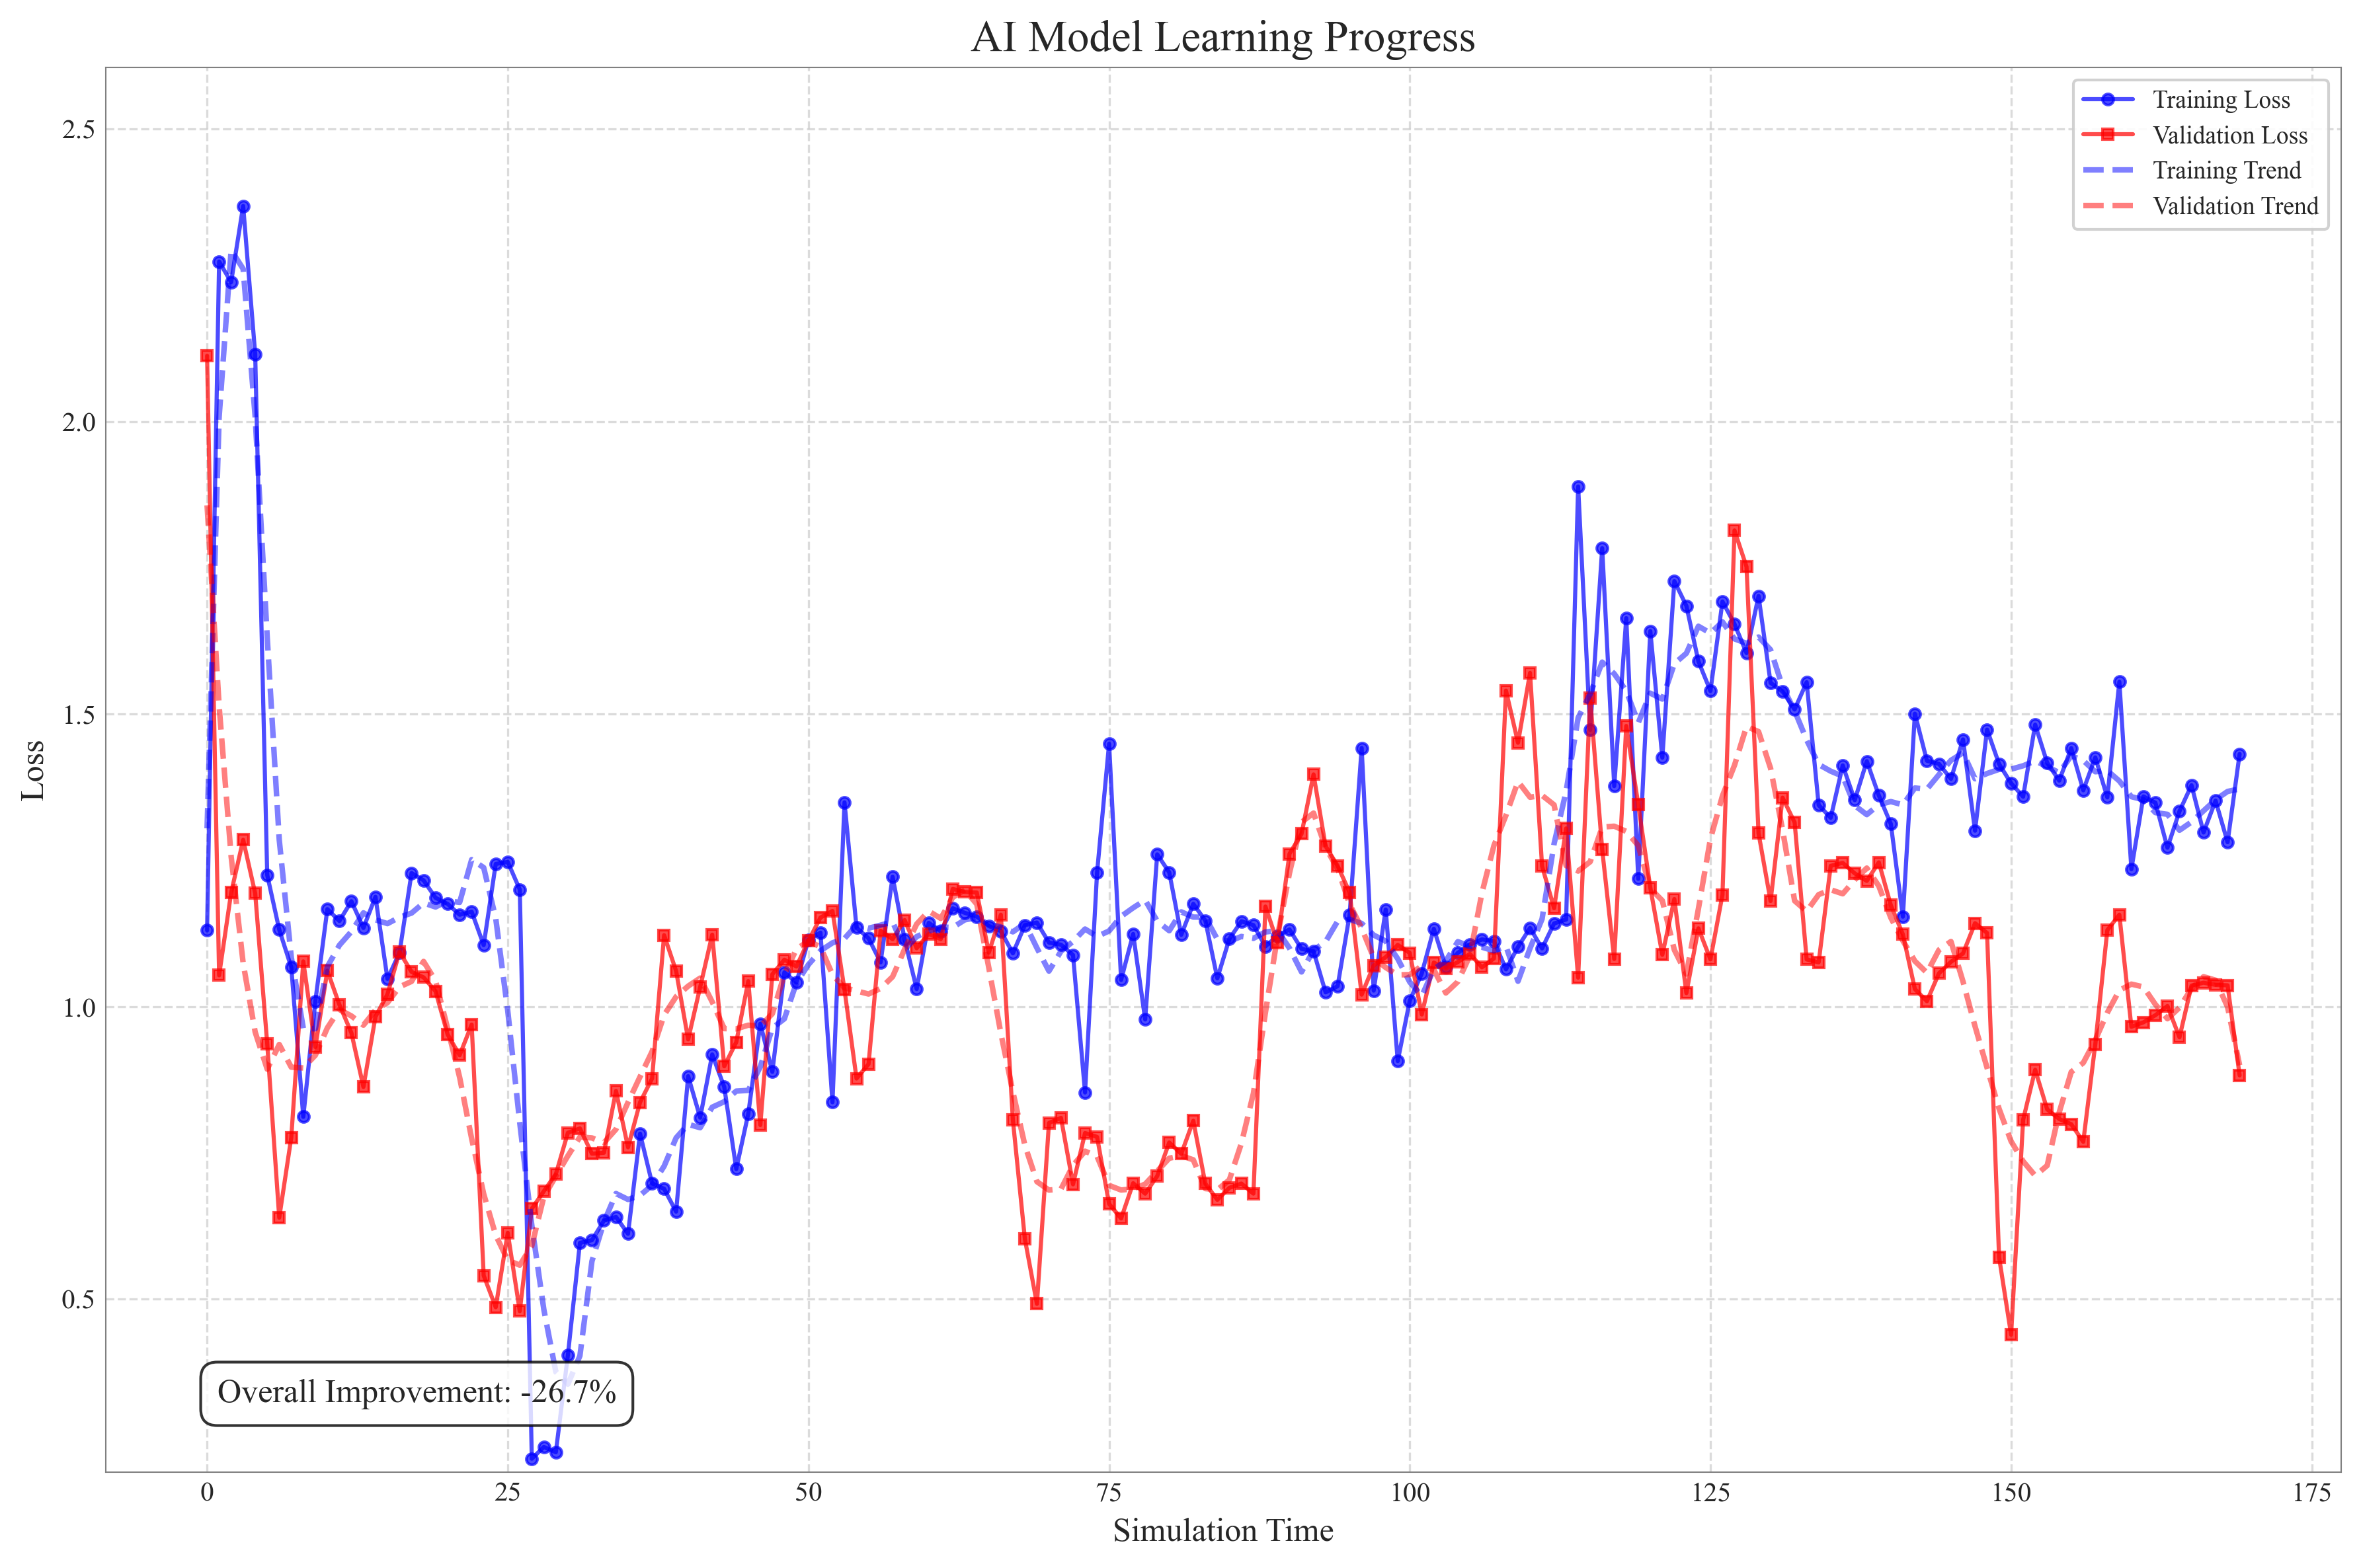 AI Model Learning Progress
Training Loss
Validation Loss
Training Trend
Validation Trend
2.5
2.0
1.5
1.0
0.5
Loss
Overall Improvement: -26.7%
0 25 50 75 100 125 150 175
Simulation Time